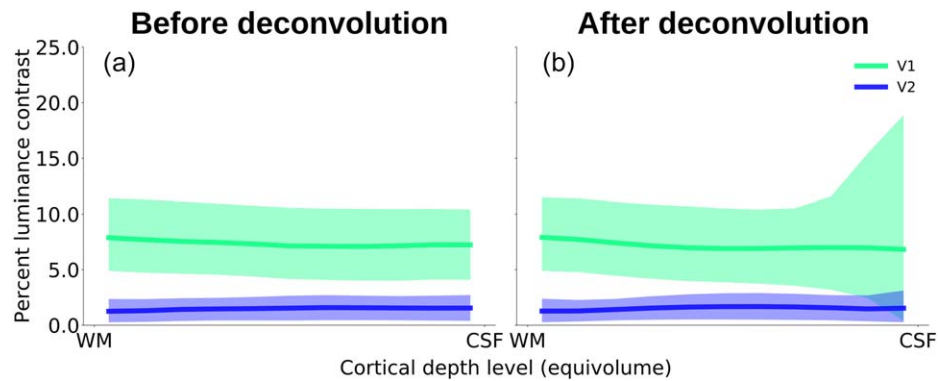 Before deconvolution
After deconvolution
Percent luminance contrast
25.0
20.0
15.0
10.0
5.0
0.0
(a)
(b)
V1
V2
WM
CSF
WM
CSF
Cortical depth level (equivolume)